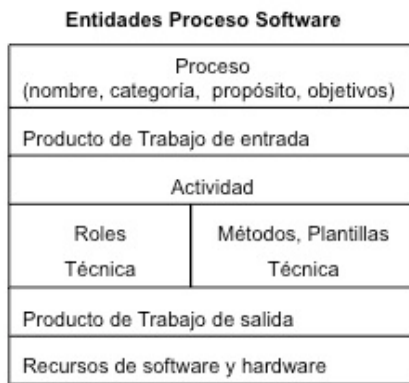 Entidades Proceso Software
Proceso
(nombre, categoría, propósito, objetivos)
Producto de Trabajo de entrada
Actividad
Roles
Técnica
Métodos, Plantillas
Técnica
Producto de Trabajo de salida
Recursos de software y hardware